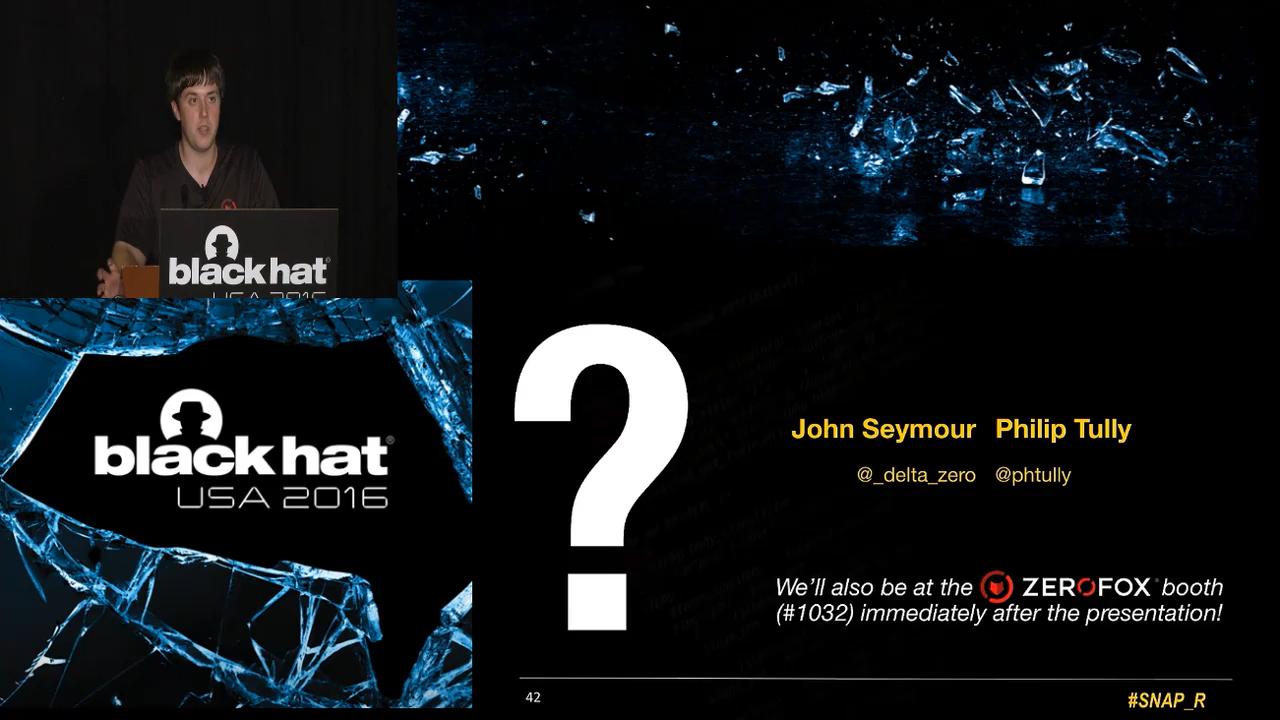 black hat
USA 2016
black hat
USA 2016
?
John Seymour Philip Tully
@_delta_zero @phtully
We'll also be at the ZEROFOX booth
(#1032) immediately after the presentation!
42
#SNAP_R